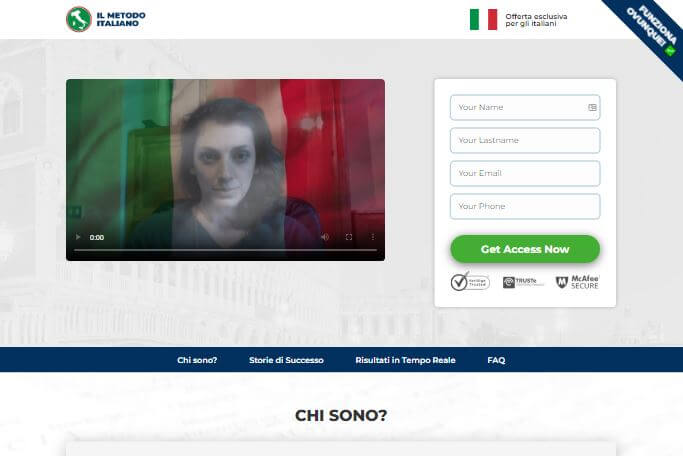 IL METODO
ITALIANO
Offerta esclusiva
per gli italiani
FUNZIONA
OVUNQUE!
Your Name
Your Lastname
Your Email
Your Phone
0:00
Get Access Now
VeriSign
Trusted
TRUSTe
McAfee
SECURE
Chi sono?
Storie di Successo
Risultati in Tempo Reale
FAQ
CHI SONO?